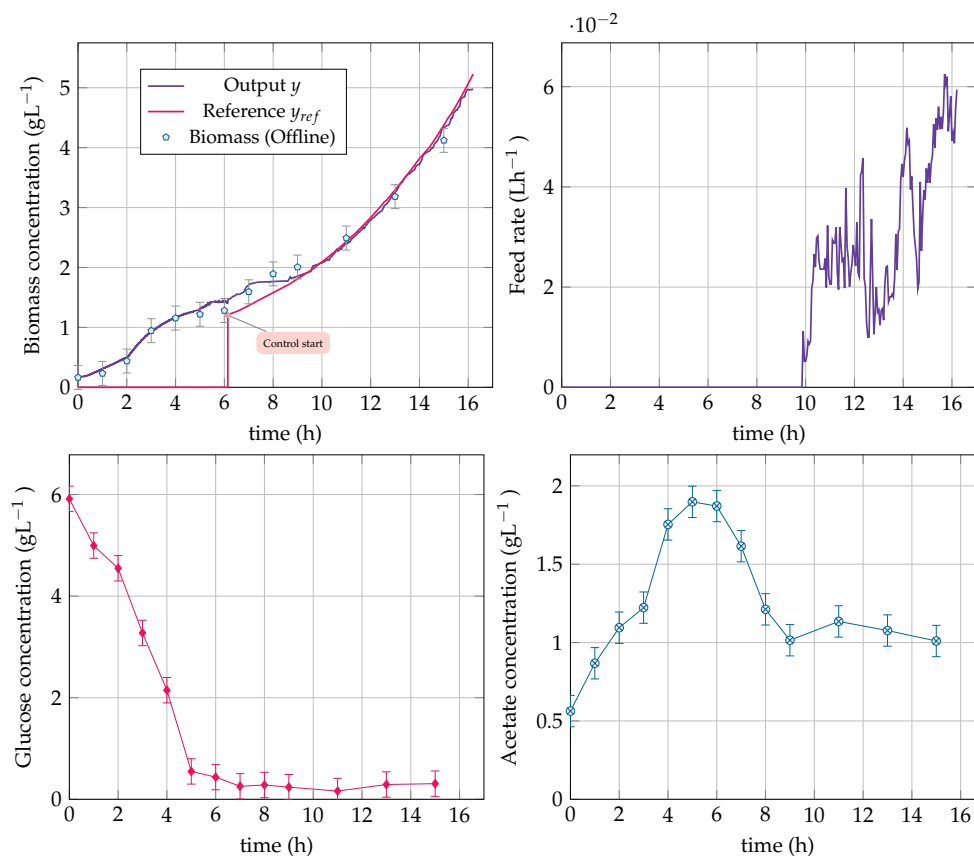 Biomass concentration (gL⁻¹)
5
4
3
2
1
0
Output y
Reference y_ref
Biomass (Offline)
Control start
0 2 4 6 8 10 12 14 16
time (h)
·10⁻²
Feed rate (Lh⁻¹)
6
4
2
0
0 2 4 6 8 10 12 14 16
time (h)
Glucose concentration (gL⁻¹)
6
4
2
0
0 2 4 6 8 10 12 14 16
time (h)
Acetate concentration (gL⁻¹)
2
1.5
1
0.5
0
0 2 4 6 8 10 12 14 16
time (h)